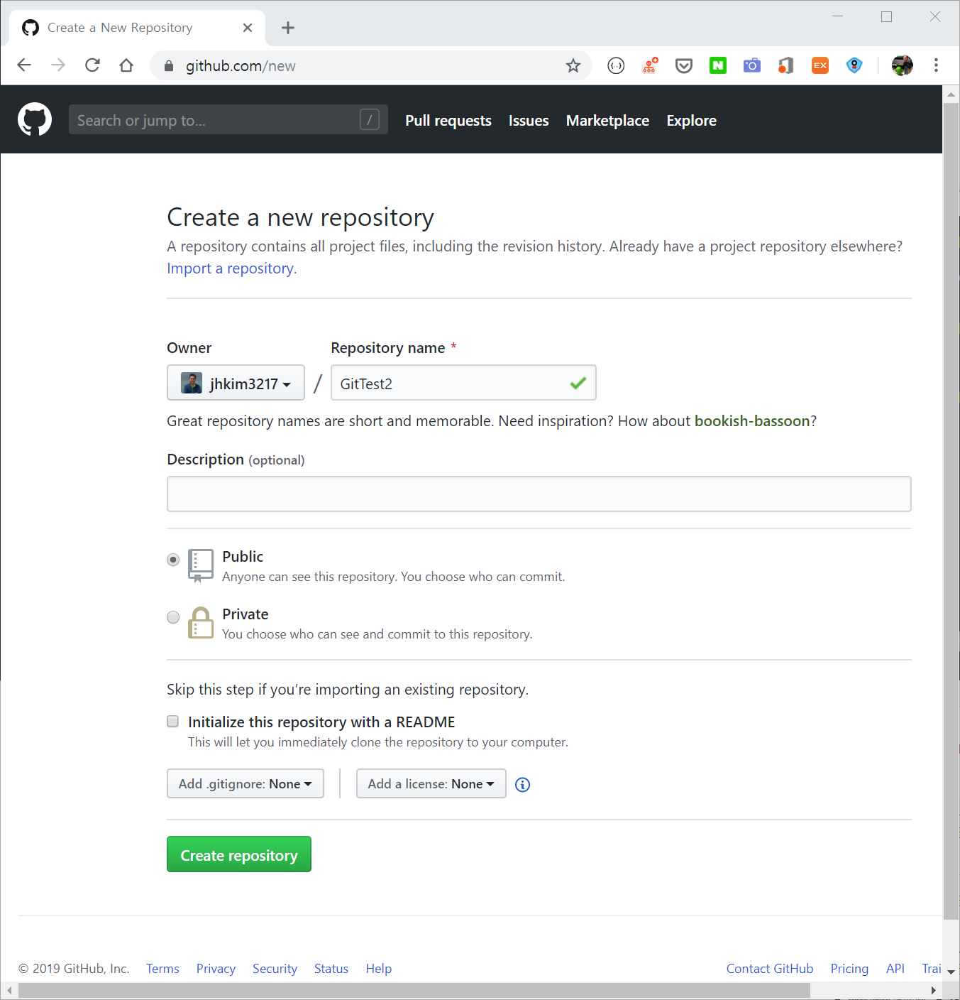 Create a New Repository
github.com/new
{···}
N
EX
Search or jump to... /
Pull requests Issues Marketplace Explore
Create a new repository
A repository contains all project files, including the revision history. Already have a project repository elsewhere?
Import a repository.
Owner Repository name *
jhkim3217 / GitTest2
Great repository names are short and memorable. Need inspiration? How about bookish-bassoon?
Description (optional)
Public
Anyone can see this repository. You choose who can commit.
Private
You choose who can see and commit to this repository.
Skip this step if you’re importing an existing repository.
Initialize this repository with a README
This will let you immediately clone the repository to your computer.
Add .gitignore: None Add a license: None
Create repository
© 2019 GitHub, Inc. Terms Privacy Security Status Help Contact GitHub Pricing API Trai